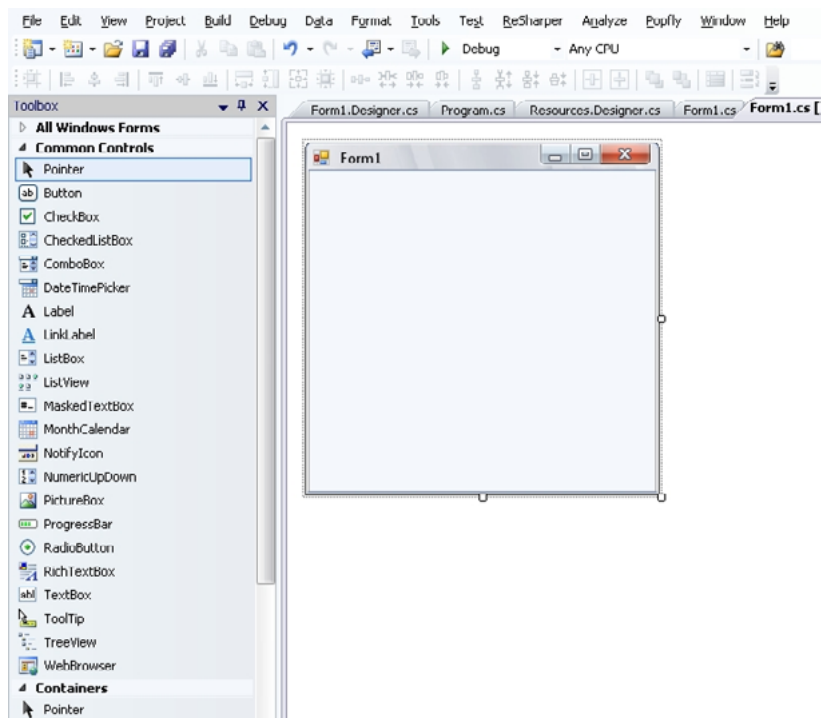 File Edit View Project Build Debug Data Format Tools Test ReSharper Analyze Popfly Window Help
Debug Any CPU
Toolbox
Form1.Designer.cs Program.cs Resources.Designer.cs Form1.cs Form1.cs [
All Windows Forms
Common Controls
Form1
Pointer
Button
CheckBox
CheckedListBox
ComboBox
DateTimePicker
Label
LinkLabel
ListBox
ListView
MaskedTextBox
MonthCalendar
NotifyIcon
NumericUpDown
PictureBox
ProgressBar
RadioButton
RichTextBox
TextBox
ToolTip
TreeView
WebBrowser
Containers
Pointer